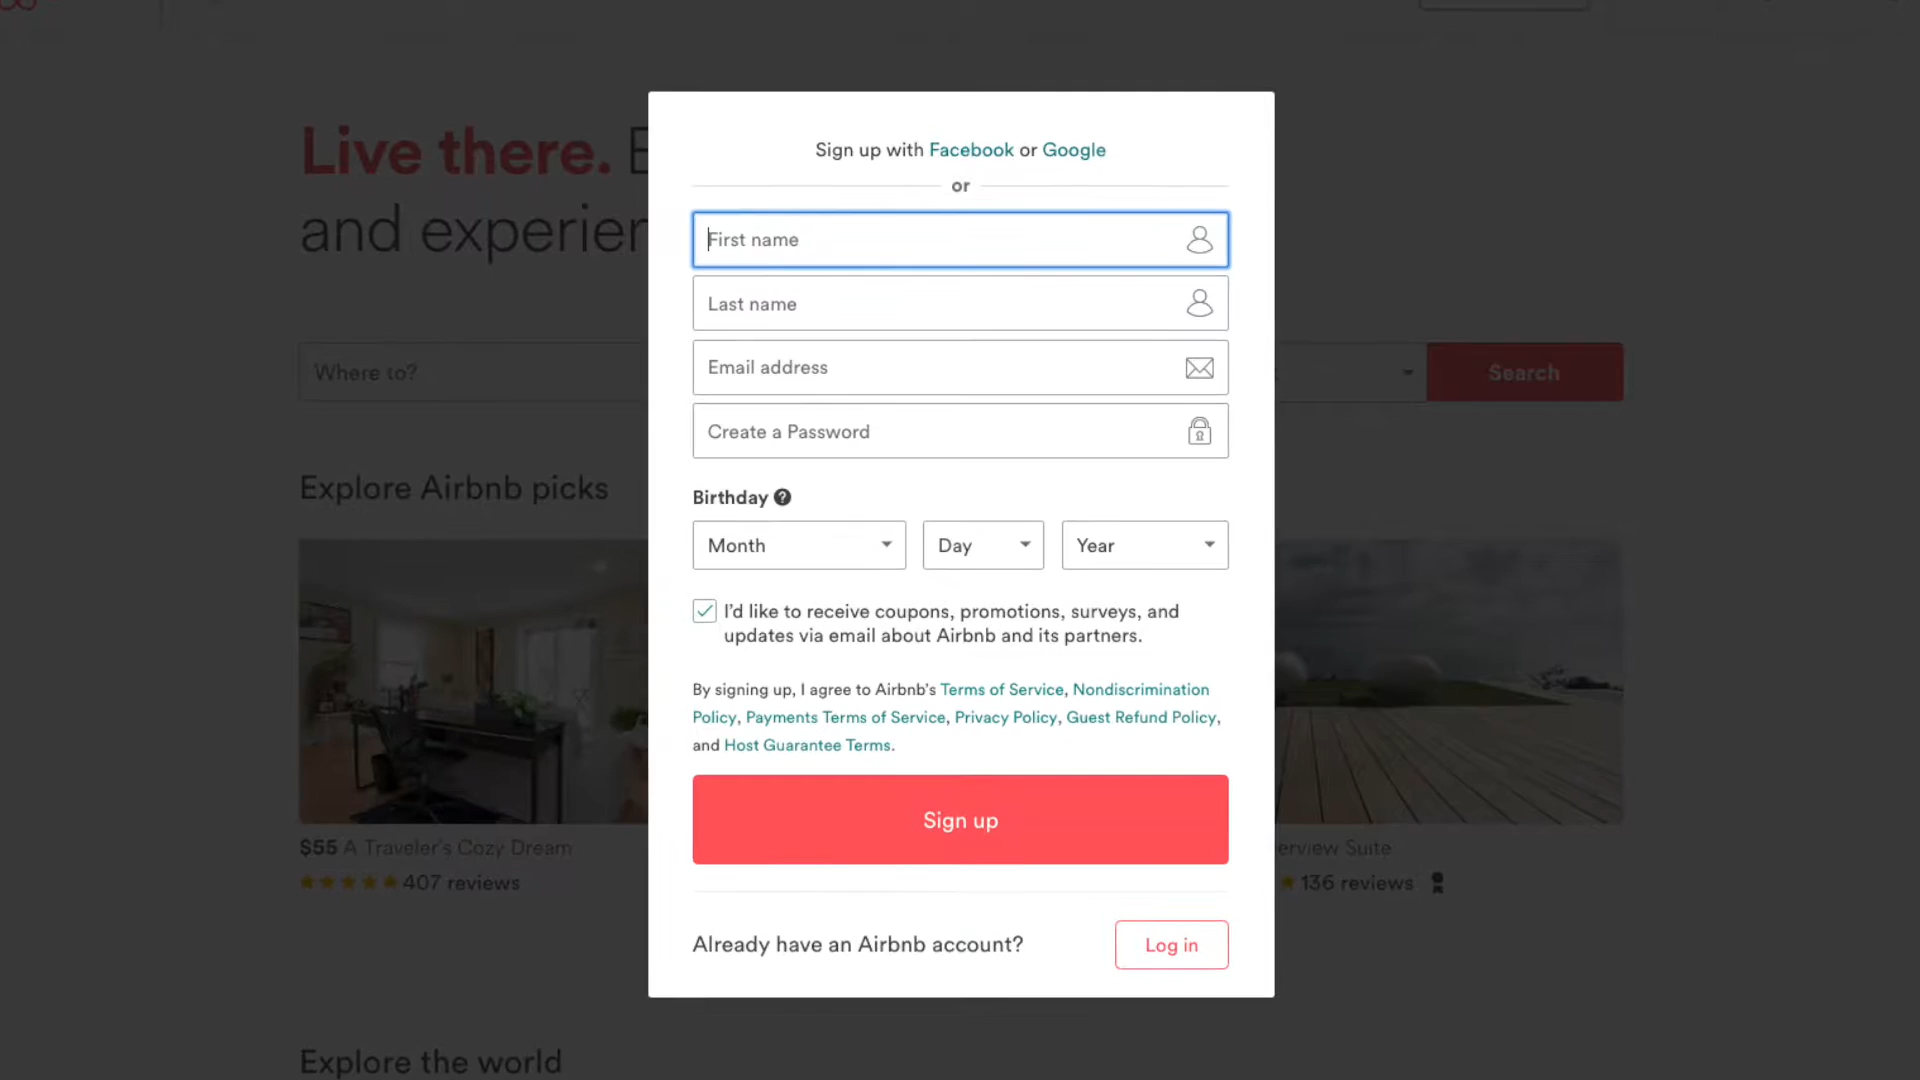 Live there.
and experien
Where to?
Search
Explore Airbnb picks
$55 A Traveler's Cozy Dream
407 reviews
erview Suite
136 reviews
Explore the world
Sign up with Facebook or Google
or
First name
Last name
Email address
Create a Password
Birthday ?
Month
Day
Year
I'd like to receive coupons, promotions, surveys, and
updates via email about Airbnb and its partners.
By signing up, I agree to Airbnb's Terms of Service, Nondiscrimination
Policy, Payments Terms of Service, Privacy Policy, Guest Refund Policy,
and Host Guarantee Terms.
Sign up
Already have an Airbnb account?
Log in